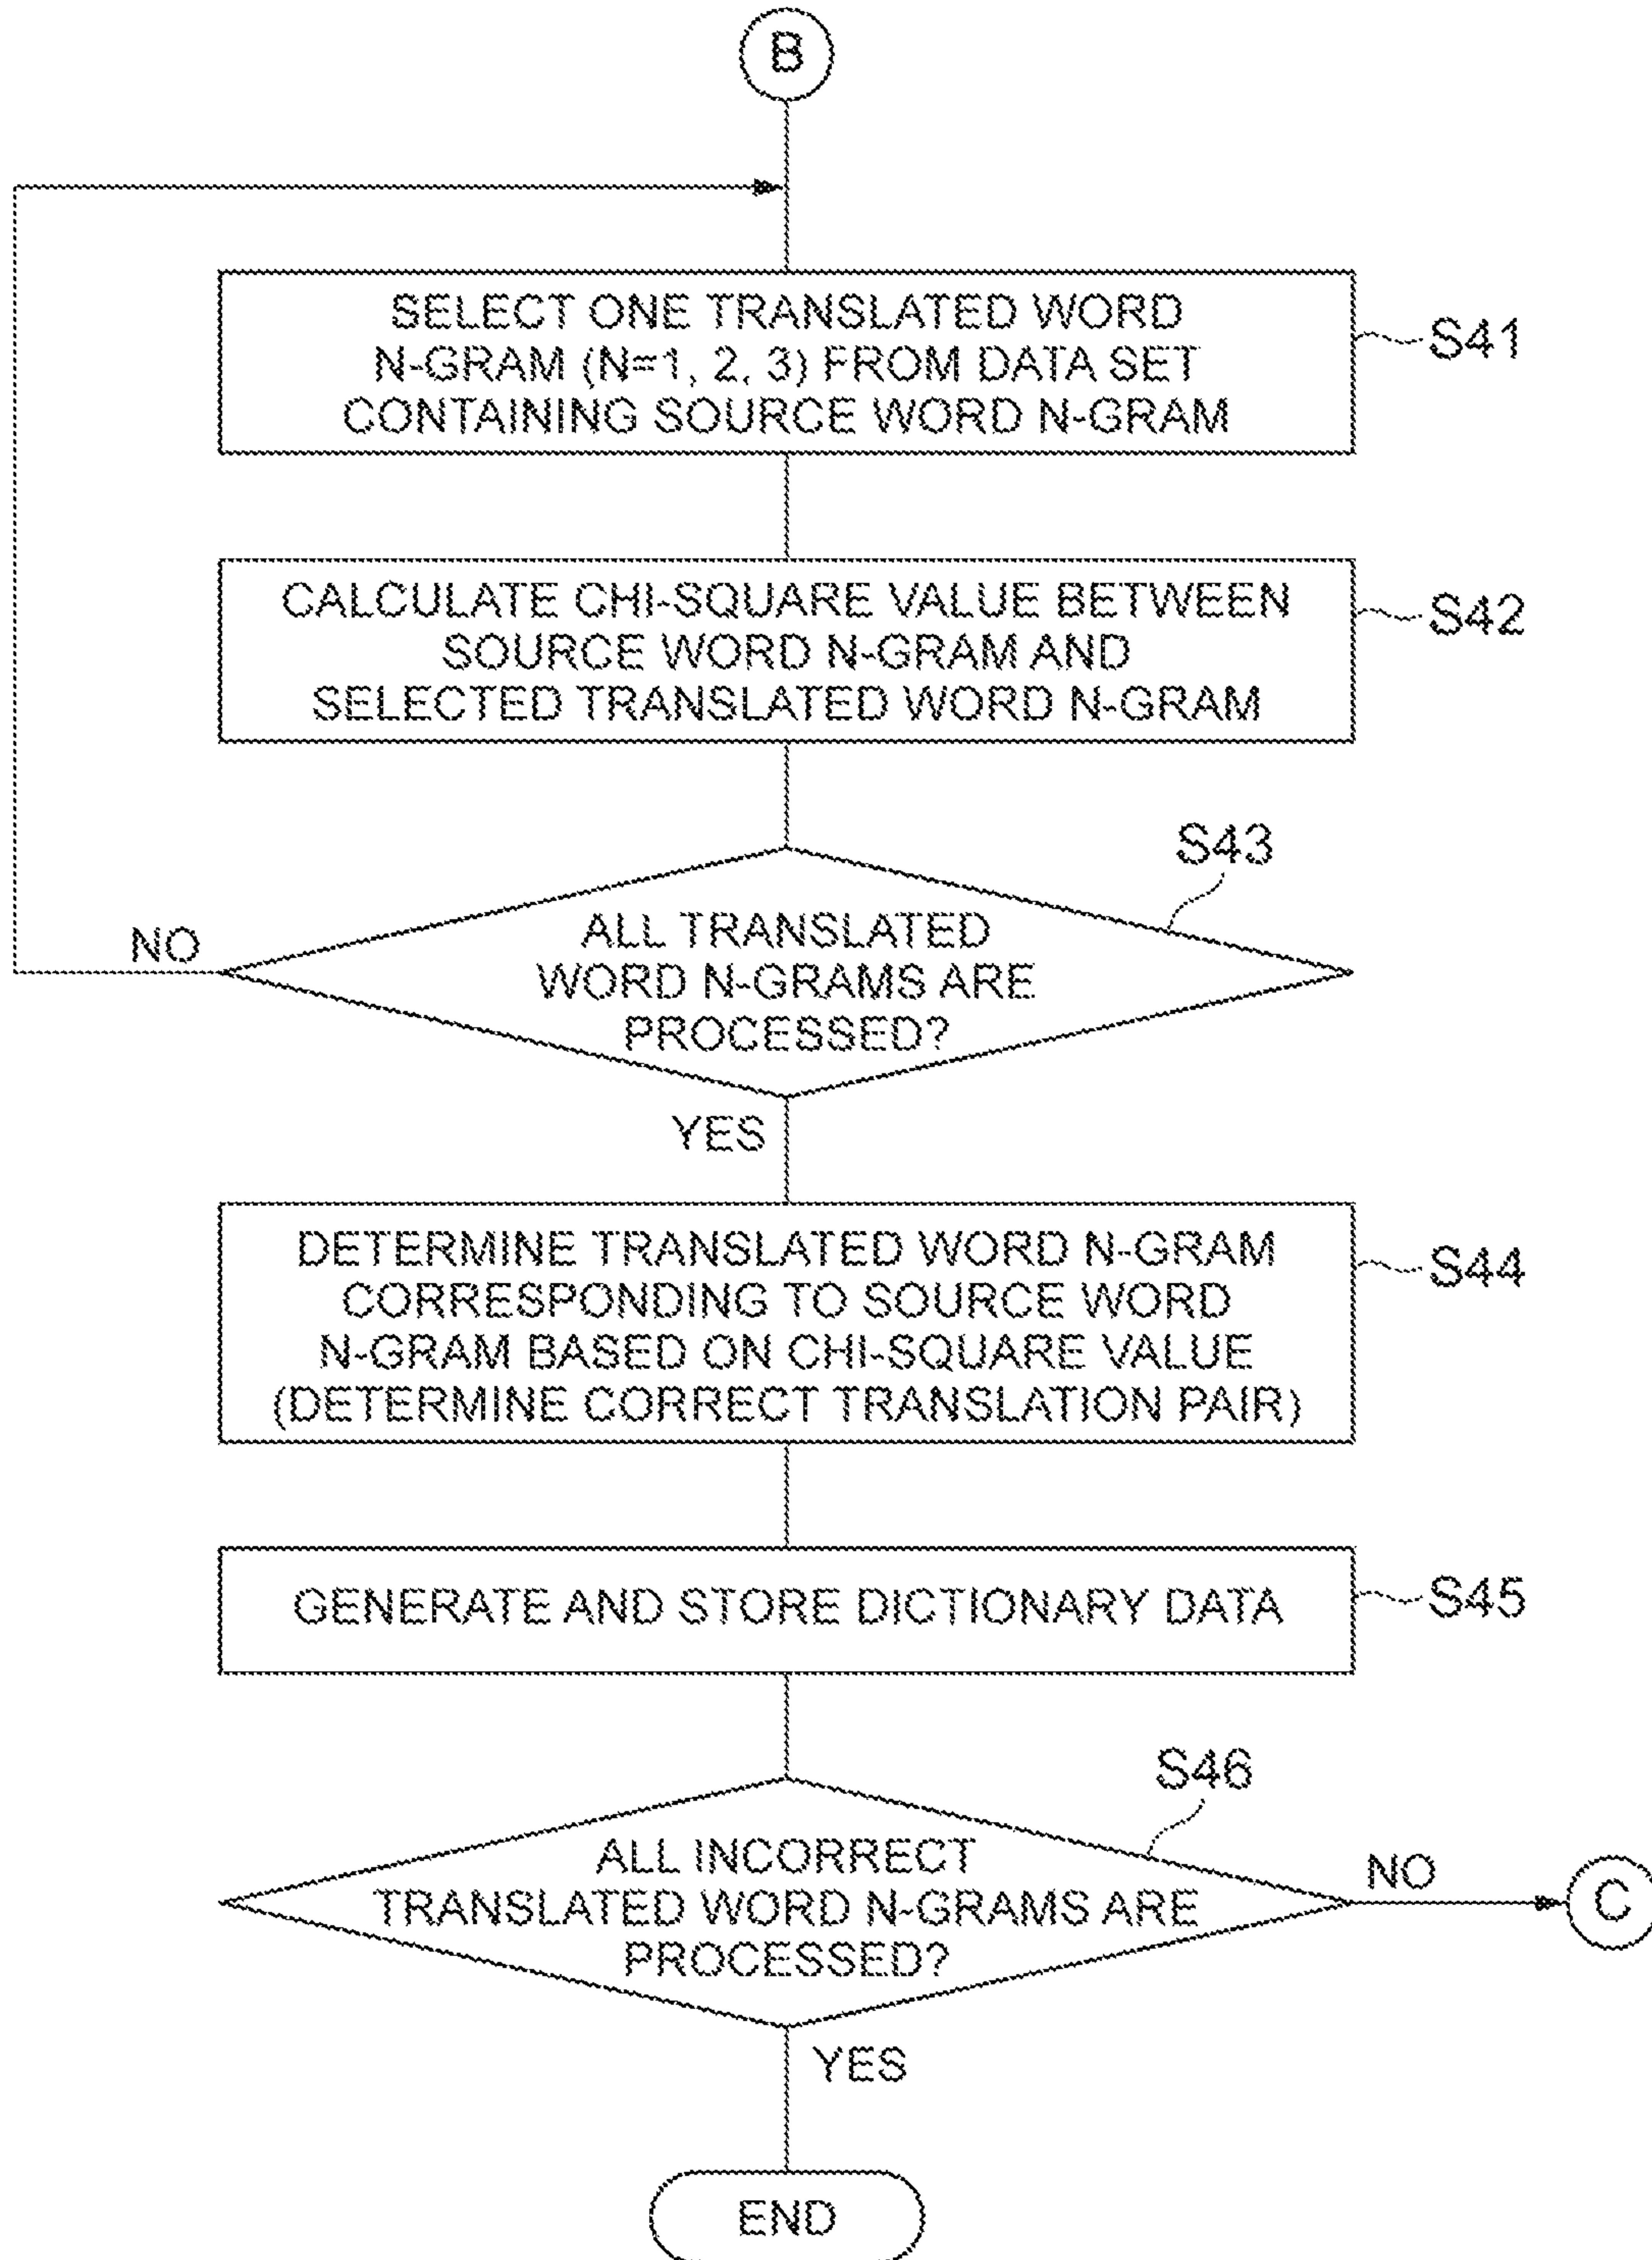 B
SELECT ONE TRANSLATED WORD
N-GRAM (N=1, 2, 3) FROM DATA SET
CONTAINING SOURCE WORD N-GRAM
S41
CALCULATE CHI-SQUARE VALUE BETWEEN
SOURCE WORD N-GRAM AND
SELECTED TRANSLATED WORD N-GRAM
S42
S43
ALL TRANSLATED
WORD N-GRAMS ARE
PROCESSED?
NO
YES
DETERMINE TRANSLATED WORD N-GRAM
CORRESPONDING TO SOURCE WORD
N-GRAM BASED ON CHI-SQUARE VALUE
(DETERMINE CORRECT TRANSLATION PAIR)
S44
GENERATE AND STORE DICTIONARY DATA
S45
S46
ALL INCORRECT
TRANSLATED WORD N-GRAMS ARE
PROCESSED?
NO
C
YES
END